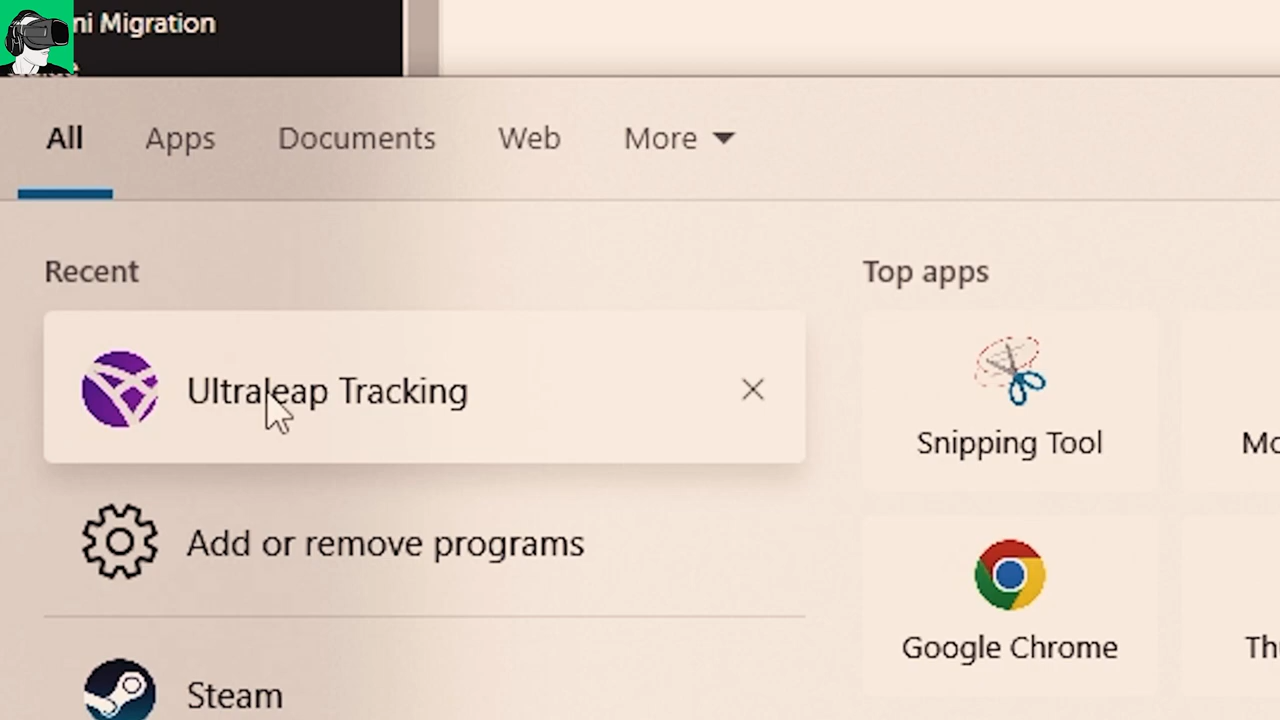 ni Migration
All
Apps
Documents
Web
More
Recent
Top apps
Ultraleap Tracking
Snipping Tool
Add or remove programs
Google Chrome
Steam